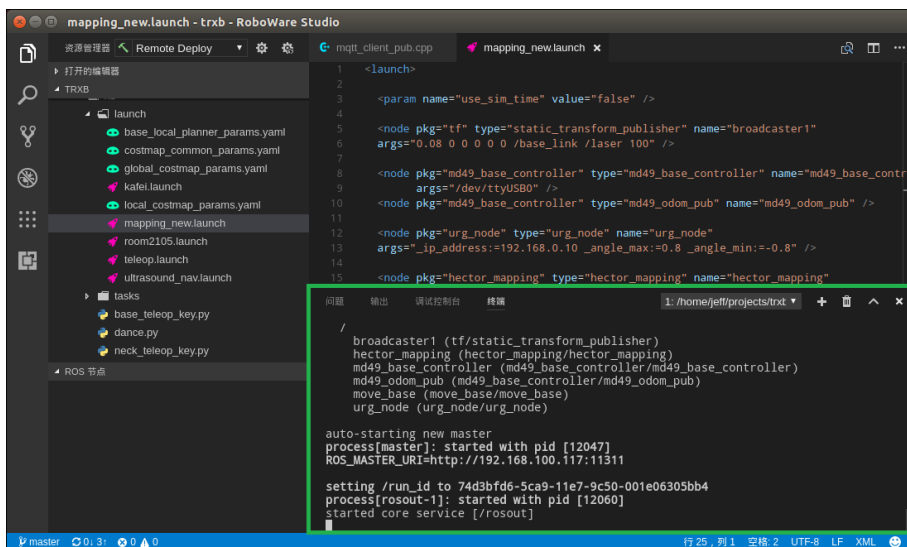 mapping_new.launch - trxb - RoboWare Studio
资源管理器 Remote Deploy
打开的编辑器
TRXB
launch
base_local_planner_params.yaml
costmap_common_params.yaml
global_costmap_params.yaml
kafei.launch
local_costmap_params.yaml
mapping_new.launch
room2105.launch
teleop.launch
ultrasound_nav.launch
tasks
base_teleop_key.py
dance.py
neck_teleop_key.py
ROS 节点
mqtt_client_pub.cpp mapping_new.launch
1 <launch>
2
3 <param name="use_sim_time" value="false" />
4
5 <node pkg="tf" type="static_transform_publisher" name="broadcaster1"
6 args="0.08 0 0 0 0 0 /base_link /laser 100" />
7
8 <node pkg="md49_base_controller" type="md49_base_controller" name="md49_base_contr
9 args="/dev/ttyUSB0" />
10 <node pkg="md49_base_controller" type="md49_odom_pub" name="md49_odom_pub" />
11
12 <node pkg="urg_node" type="urg_node" name="urg_node"
13 args="_ip_address:=192.168.0.10 _angle_max:=0.8 _angle_min:=-0.8" />
14
15 <node pkg="hector_mapping" type="hector_mapping" name="hector_mapping"
问题 输出 调试控制台 终端 1: /home/jeff/projects/trxt
/
broadcaster1 (tf/static_transform_publisher)
hector_mapping (hector_mapping/hector_mapping)
md49_base_controller (md49_base_controller/md49_base_controller)
md49_odom_pub (md49_base_controller/md49_odom_pub)
move_base (move_base/move_base)
urg_node (urg_node/urg_node)
auto-starting new master
process[master]: started with pid [12047]
ROS_MASTER_URI=http://192.168.100.117:11311
setting /run_id to 74d3bfd6-5ca9-11e7-9c50-001e06305bb4
process[rosout-1]: started with pid [12060]
started core service [/rosout]
master 0↓ 3↑ 0 0 行 25，列 1 空格: 2 UTF-8 LF XML